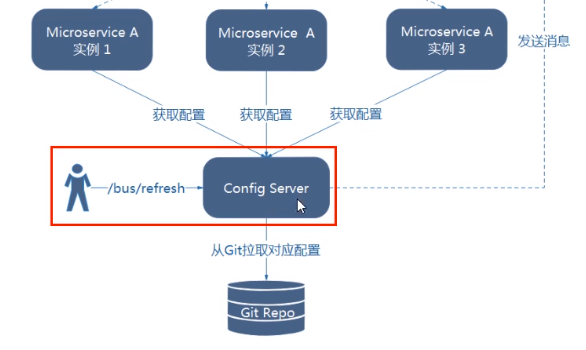 Microservice A
实例 1
Microservice A
实例 2
Microservice A
实例 3
发送消息
获取配置
获取配置
获取配置
/bus/refresh
Config Server
从Git拉取对应配置
Git Repo